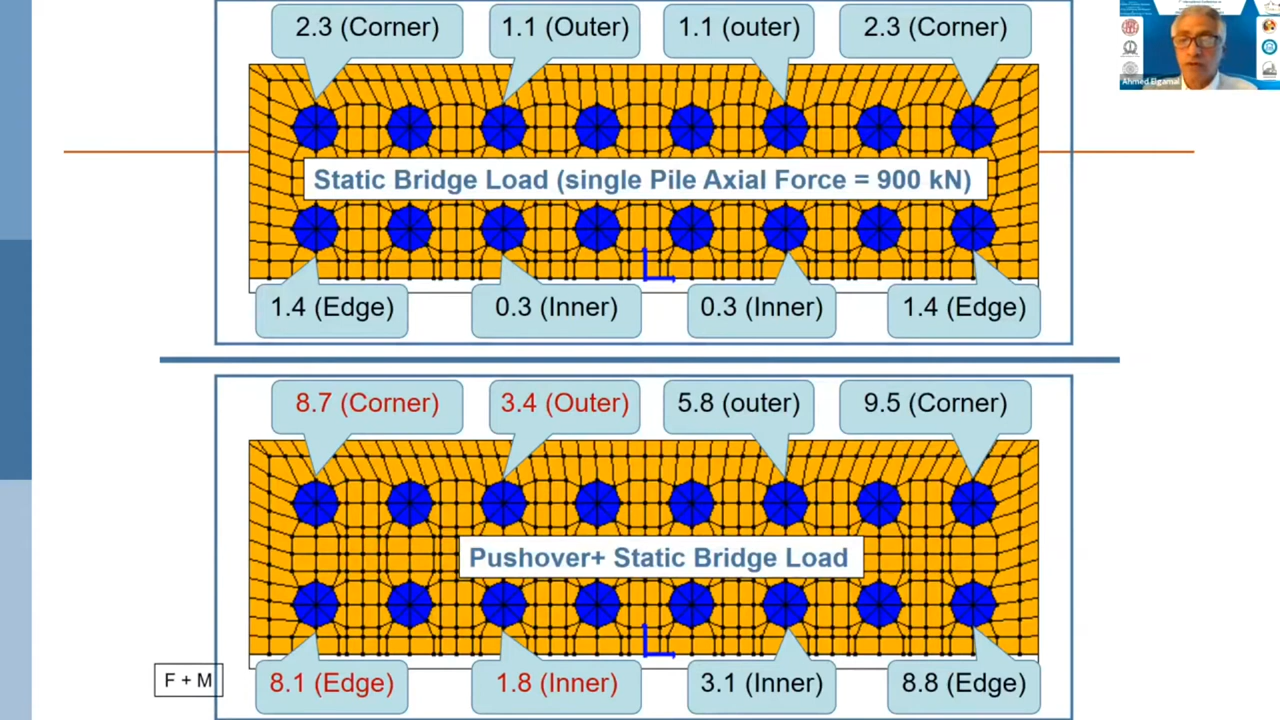 2.3 (Corner)
1.1 (Outer)
1.1 (outer)
2.3 (Corner)
Static Bridge Load (single Pile Axial Force = 900 kN)
1.4 (Edge)
0.3 (Inner)
0.3 (Inner)
1.4 (Edge)
8.7 (Corner)
3.4 (Outer)
5.8 (outer)
9.5 (Corner)
Pushover+ Static Bridge Load
F + M
8.1 (Edge)
1.8 (Inner)
3.1 (Inner)
8.8 (Edge)
Ahmed Elgamal